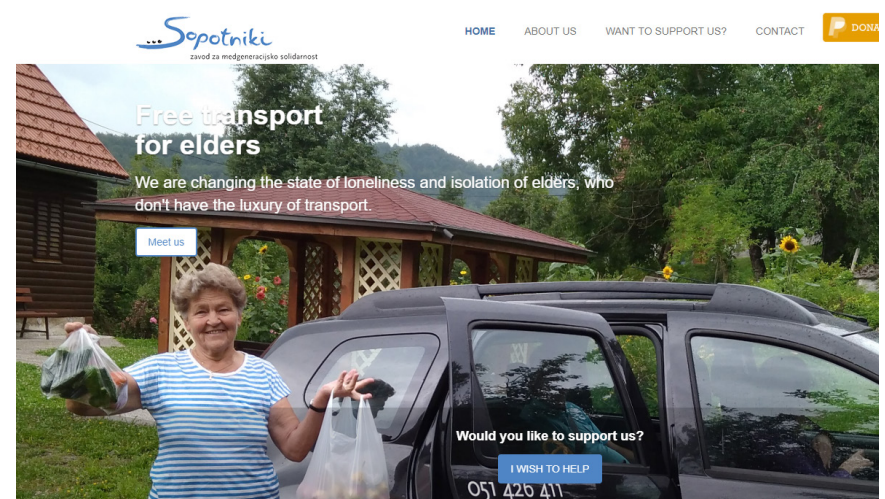 Sopotniki
zavod za medgeneracijsko solidarnost
HOME ABOUT US WANT TO SUPPORT US? CONTACT DONA
Free transport
for elders
We are changing the state of loneliness and isolation of elders, who
don't have the luxury of transport.
Meet us
Would you like to support us?
I WISH TO HELP
051 426 411